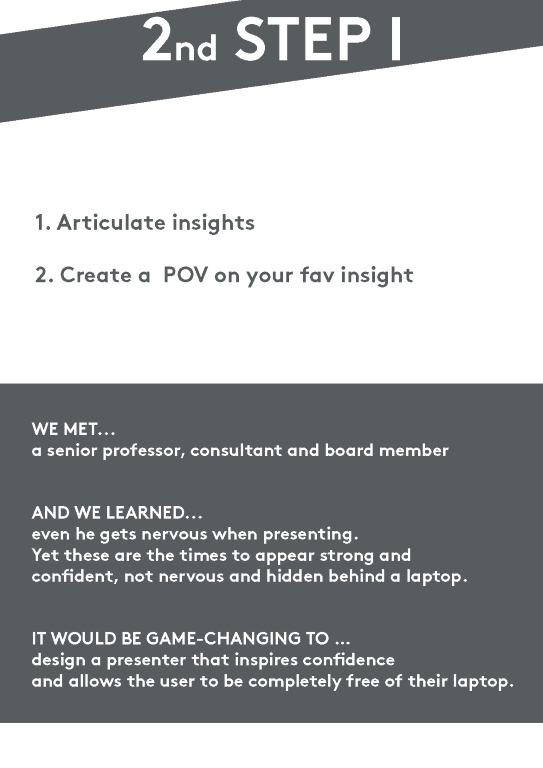 2nd STEP I
1. Articulate insights
2. Create a POV on your fav insight
WE MET...
a senior professor, consultant and board member
AND WE LEARNED...
even he gets nervous when presenting.
Yet these are the times to appear strong and
confident, not nervous and hidden behind a laptop.
IT WOULD BE GAME-CHANGING TO ...
design a presenter that inspires confidence
and allows the user to be completely free of their laptop.